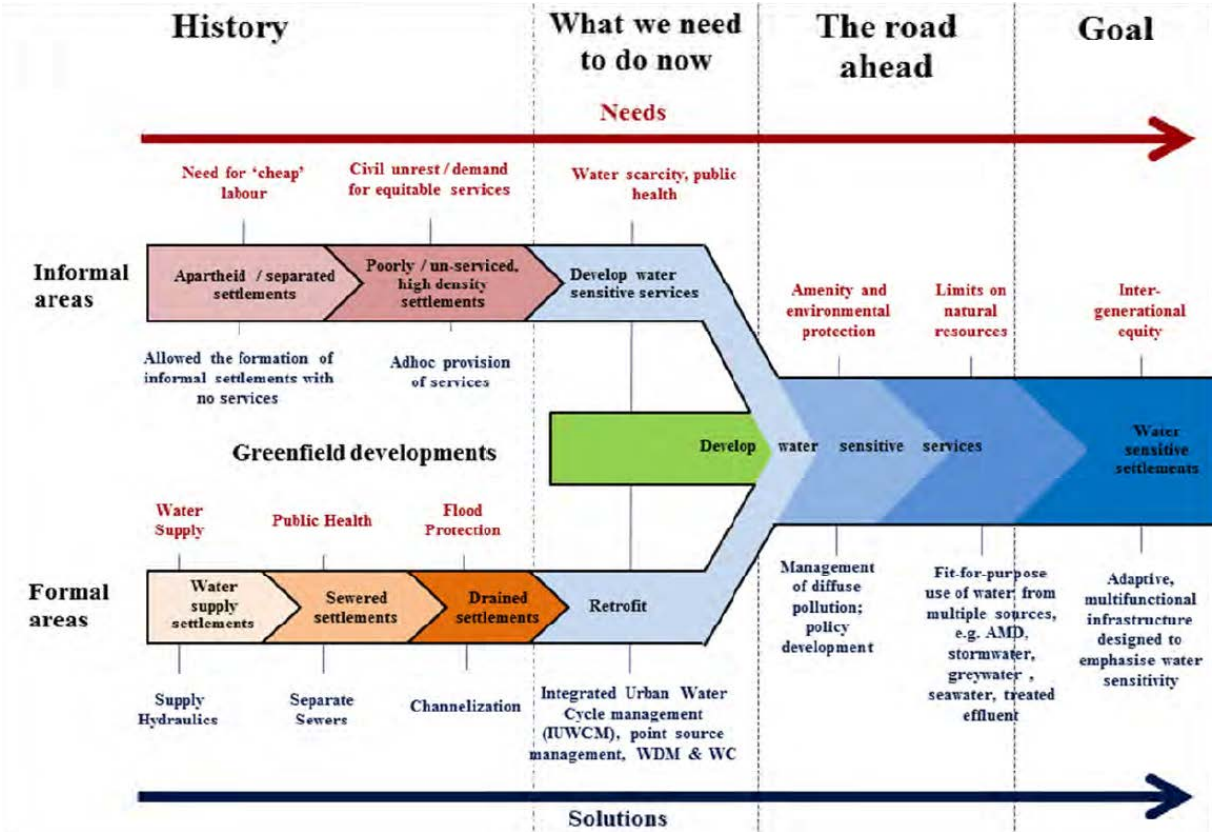 History
What we need
to do now
The road
ahead
Goal
Needs
Need for ‘cheap’
labour
Civil unrest / demand
for equitable services
Water scarcity, public
health
Informal
areas
Apartheid / separated
settlements
Poorly / un-serviced,
high density
settlements
Develop water
sensitive services
Allowed the formation of
informal settlements with
no services
Adhoc provision
of services
Amenity and
environmental
protection
Limits on
natural
resources
Inter-
generational
equity
Greenfield developments
Develop water sensitive services
Water
sensitive
settlements
Water
Supply
Public Health
Flood
Protection
Formal
areas
Water
supply
settlements
Sewered
settlements
Drained
settlements
Retrofit
Supply
Hydraulics
Separate
Sewers
Channelization
Integrated Urban Water
Cycle management
(IUWCM), point source
management, WDM & WC
Management
of diffuse
pollution;
policy
development
Fit-for-purpose
use of water from
multiple sources,
e.g. AMD,
stormwater,
greywater ,
seawater, treated
effluent
Adaptive,
multifunctional
infrastructure
designed to
emphasise water
sensitivity
Solutions